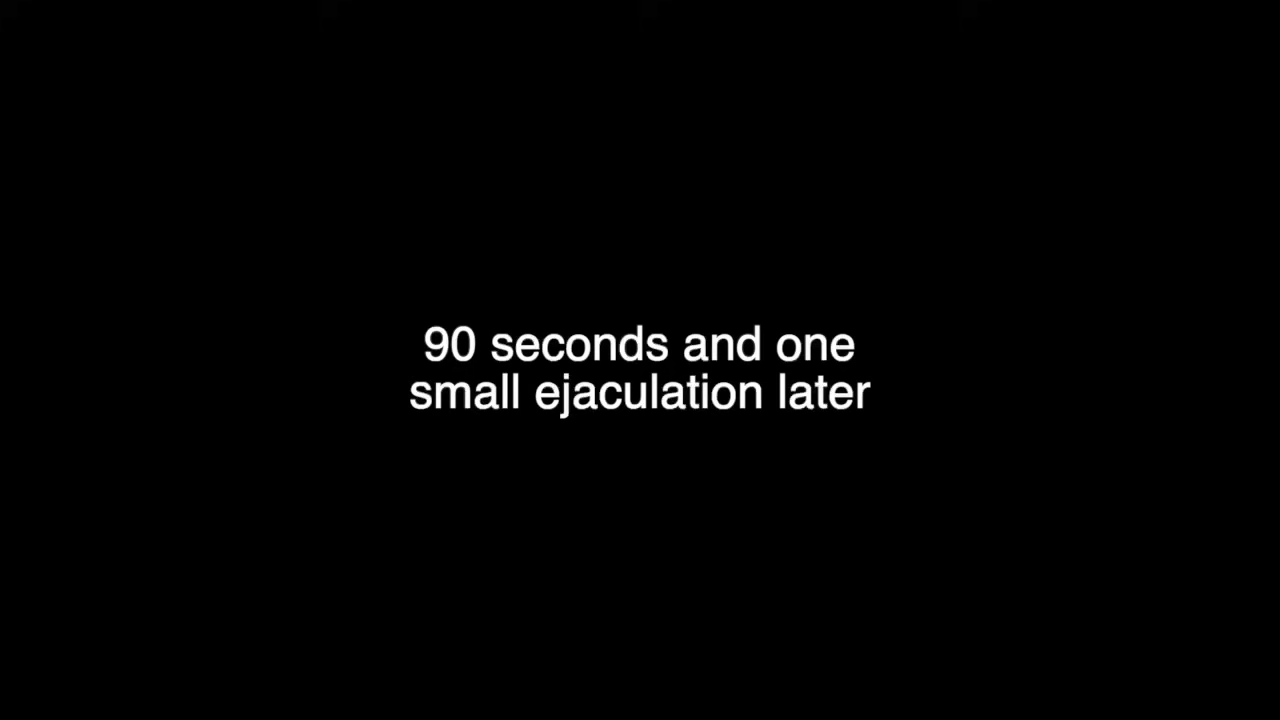 90 seconds and one
small ejaculation later